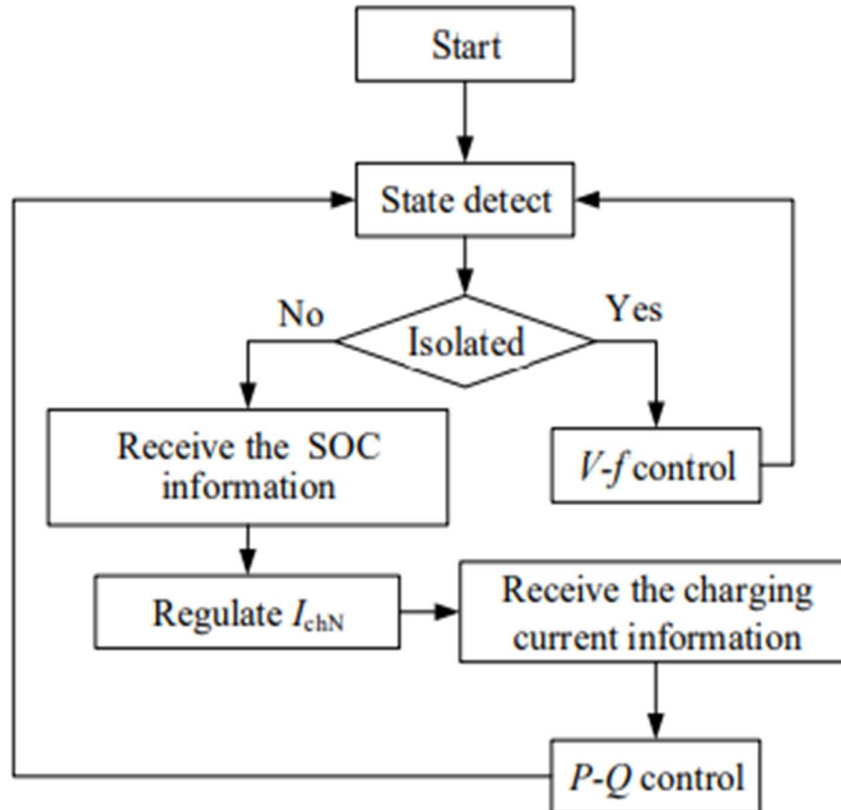 Start
State detect
No
Yes
Isolated
Receive the SOC
information
V-f control
Regulate IchN
Receive the charging
current information
P-Q control